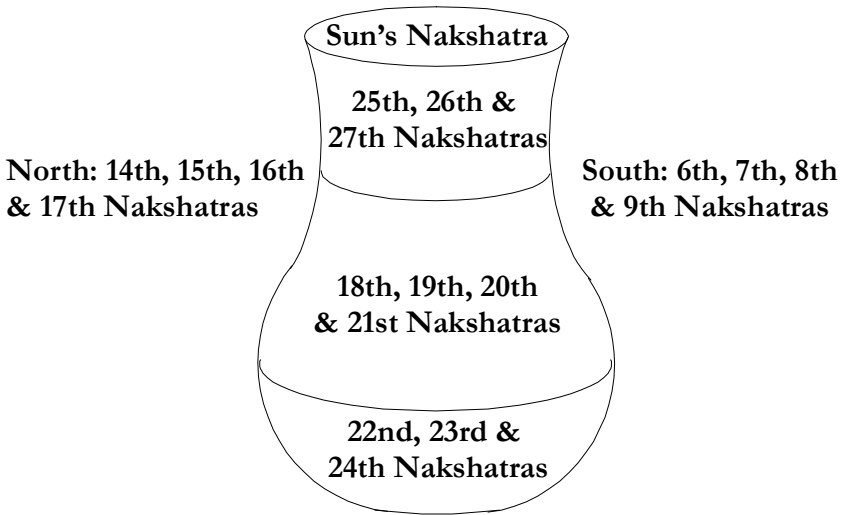 Sun’s Nakshatra
25th, 26th &
27th Nakshatras
North: 14th, 15th, 16th
& 17th Nakshatras
South: 6th, 7th, 8th
& 9th Nakshatras
18th, 19th, 20th
& 21st Nakshatras
22nd, 23rd &
24th Nakshatras